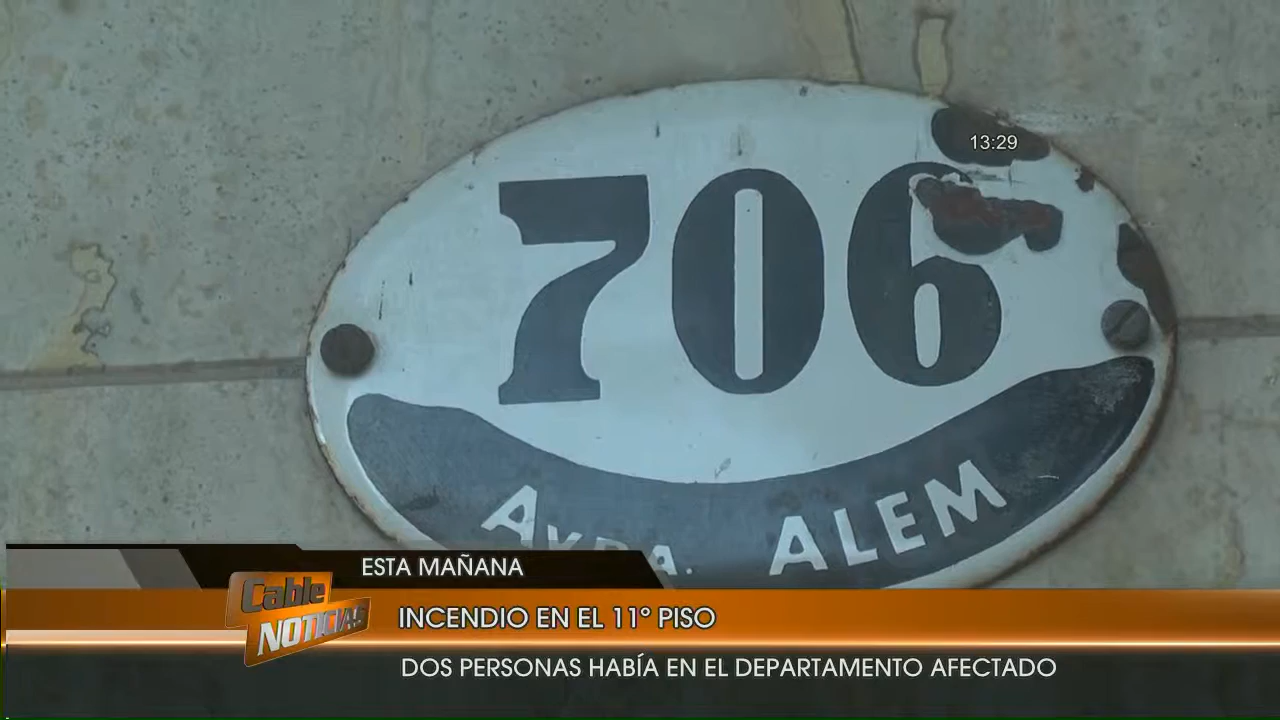 13:29
706
AVDA. ALEM
ESTA MAÑANA
Cable
NOTICIAS
INCENDIO EN EL 11º PISO
DOS PERSONAS HABÍA EN EL DEPARTAMENTO AFECTADO